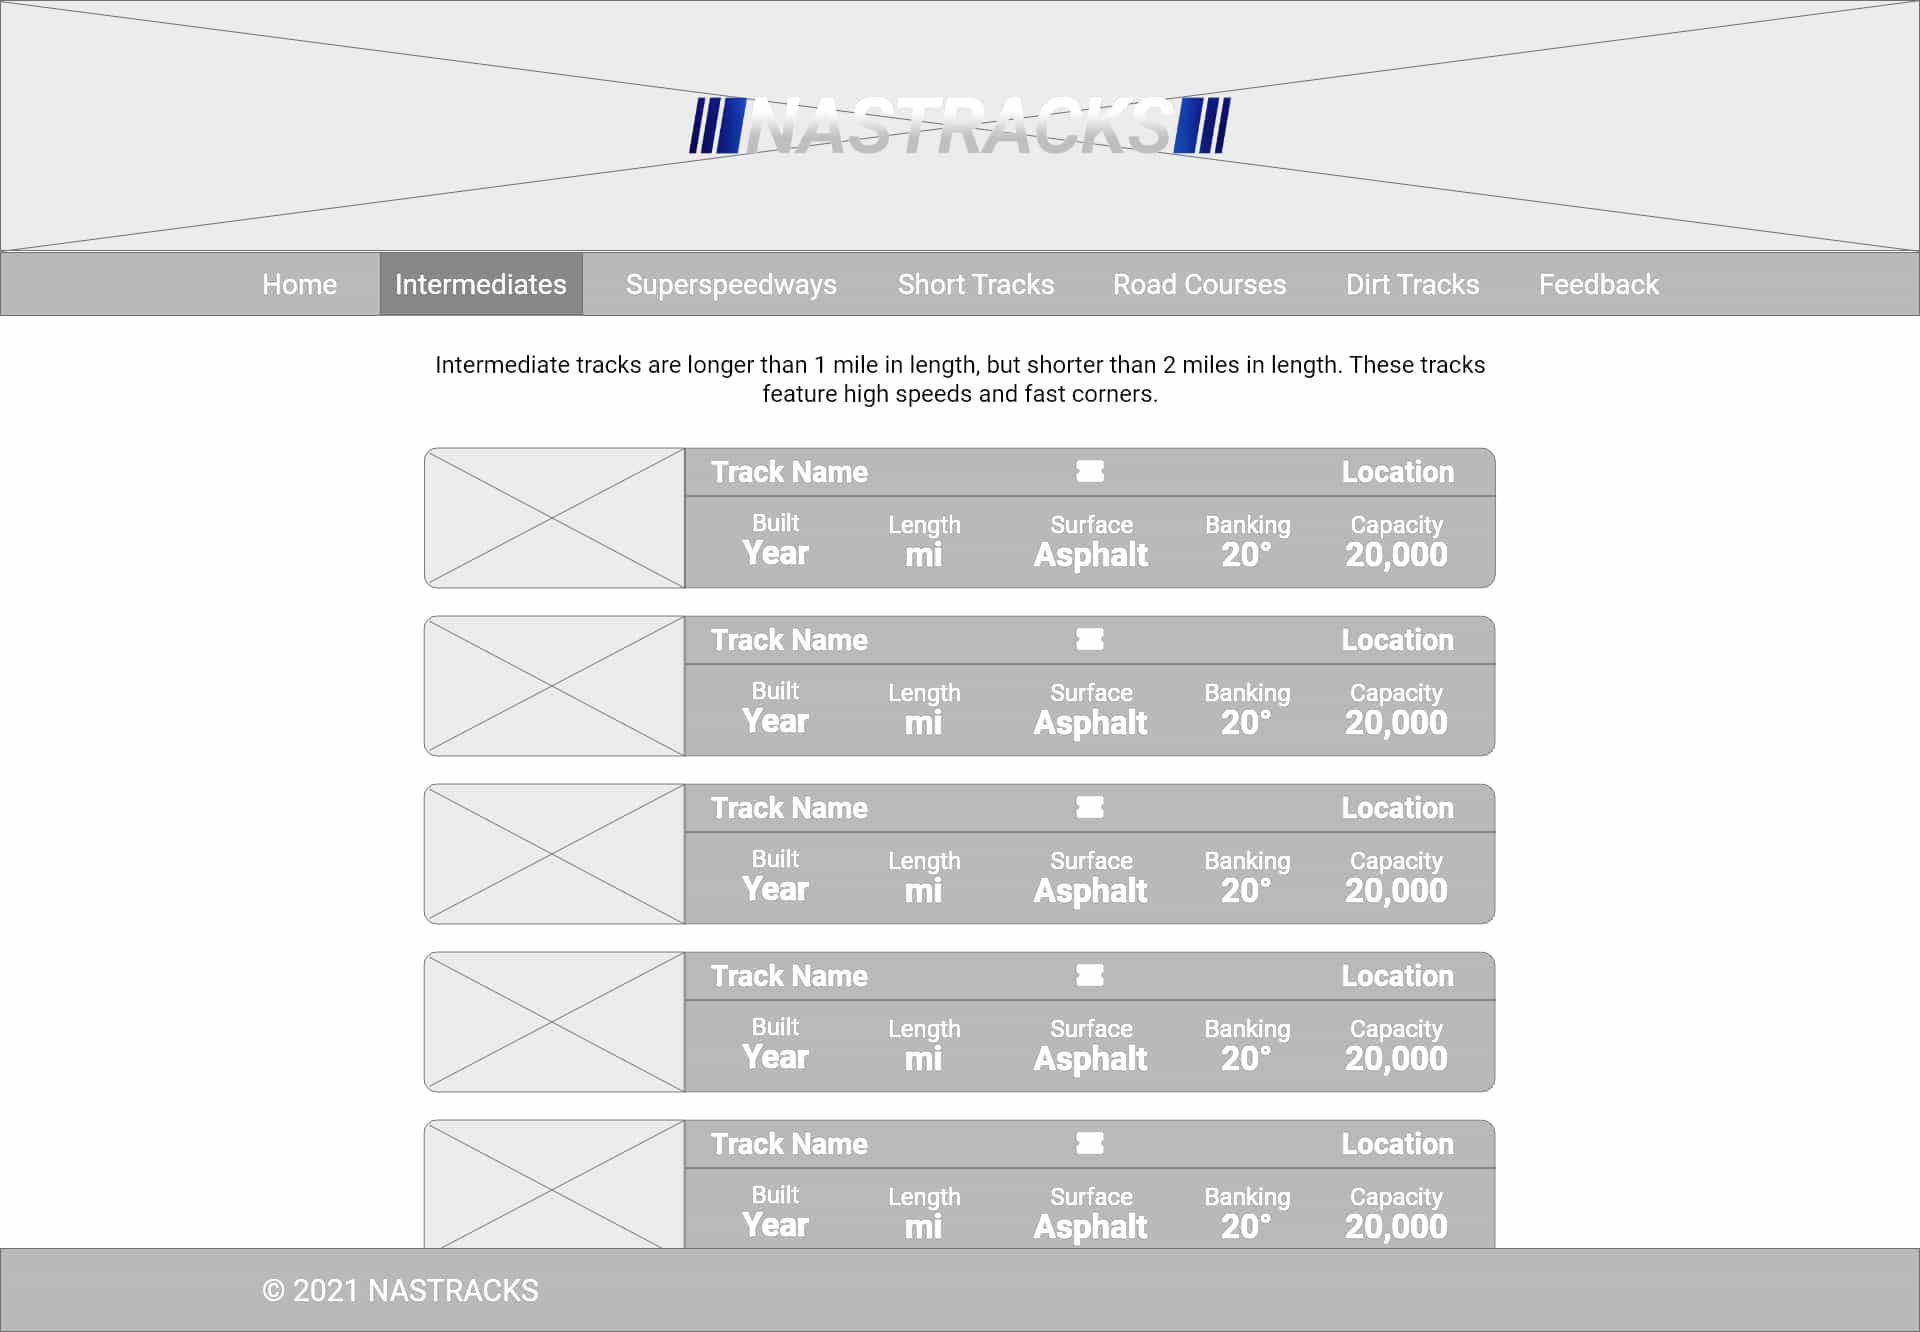 NASTRACKS
Home Intermediates Superspeedways Short Tracks Road Courses Dirt Tracks Feedback
Intermediate tracks are longer than 1 mile in length, but shorter than 2 miles in length. These tracks
feature high speeds and fast corners.
Track Name Location
Built Length Surface Banking Capacity
Year mi Asphalt 20° 20,000
Track Name Location
Built Length Surface Banking Capacity
Year mi Asphalt 20° 20,000
Track Name Location
Built Length Surface Banking Capacity
Year mi Asphalt 20° 20,000
Track Name Location
Built Length Surface Banking Capacity
Year mi Asphalt 20° 20,000
Track Name Location
Built Length Surface Banking Capacity
Year mi Asphalt 20° 20,000
© 2021 NASTRACKS